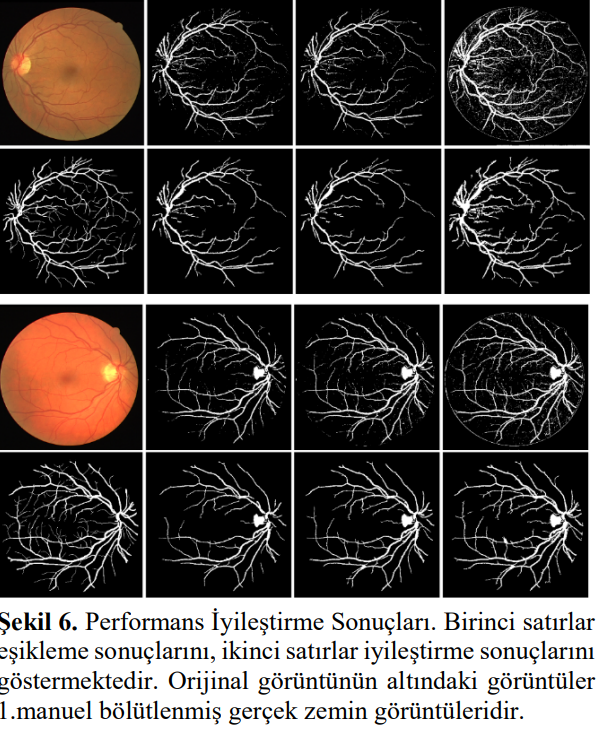 Şekil 6. Performans İyileştirme Sonuçları. Birinci satırlar
eşikleme sonuçlarını, ikinci satırlar iyileştirme sonuçlarını
göstermektedir. Orijinal görüntünün altındaki görüntüler
1.manuel bölütlenmiş gerçek zemin görüntüleridir.